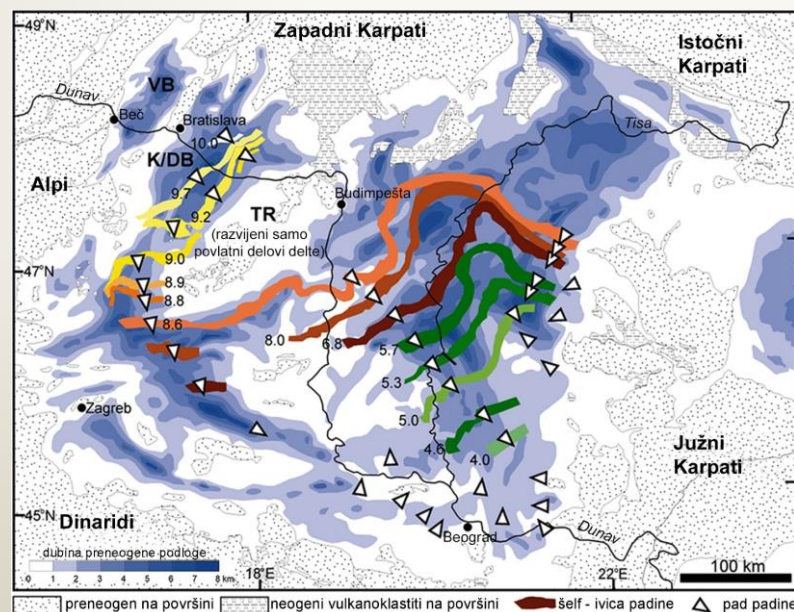 49°N
Zapadni Karpati
Istočni
Karpati
VB
Dunav
Beč
Bratislava
Tisa
10.0
K/DB
Alpi
9.7
Budimpešta
9.2
TR
(razvijeni samo
povlatni delovi delte)
9.0
47°N
8.9
8.8
8.6
8.0
6.8
5.7
5.3
Zagreb
5.0
4.6
4.0
Južni
Karpati
45°N
Dinaridi
Beograd
Dunav
dubina preneogene podloge
0 1 2 3 4 5 6 7 8 km
18°E
22°E
100 km
preneogen na površini
neogeni vulkanoklastiti na površini
šelf - ivica padine
pad padine